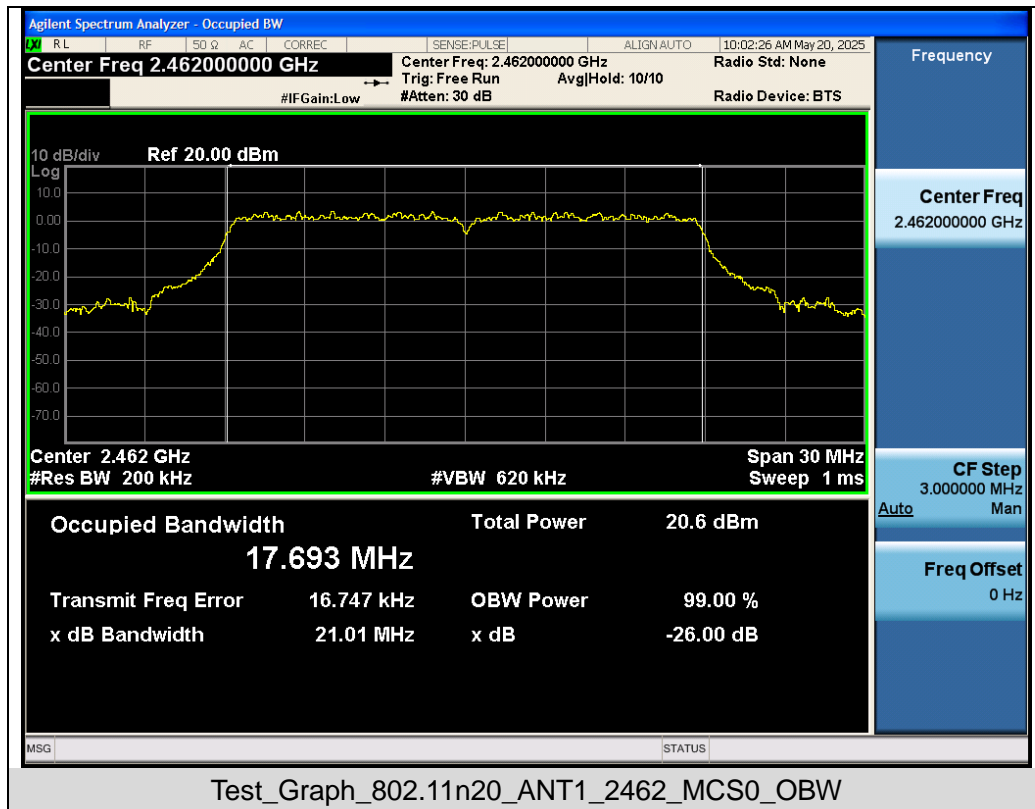 Agilent Spectrum Analyzer - Occupied BW
LXI RL RF 50 Ω AC CORREC SENSE:PULSE ALIGN AUTO 10:02:26 AM May 20, 2025
Center Freq 2.462000000 GHz
Center Freq: 2.462000000 GHz
Radio Std: None
Trig: Free Run Avg|Hold: 10/10
#IFGain:Low
#Atten: 30 dB
Radio Device: BTS
Frequency
10 dB/div Ref 20.00 dBm
Log
10.0
0.00
-10.0
-20.0
-30.0
-40.0
-50.0
-60.0
-70.0
Center 2.462 GHz Span 30 MHz
#Res BW 200 kHz #VBW 620 kHz Sweep 1 ms
Center Freq
2.462000000 GHz
CF Step
3.000000 MHz
Auto Man
Freq Offset
0 Hz
Occupied Bandwidth Total Power 20.6 dBm
17.693 MHz
Transmit Freq Error 16.747 kHz OBW Power 99.00 %
x dB Bandwidth 21.01 MHz x dB -26.00 dB
MSG STATUS
Test_Graph_802.11n20_ANT1_2462_MCS0_OBW